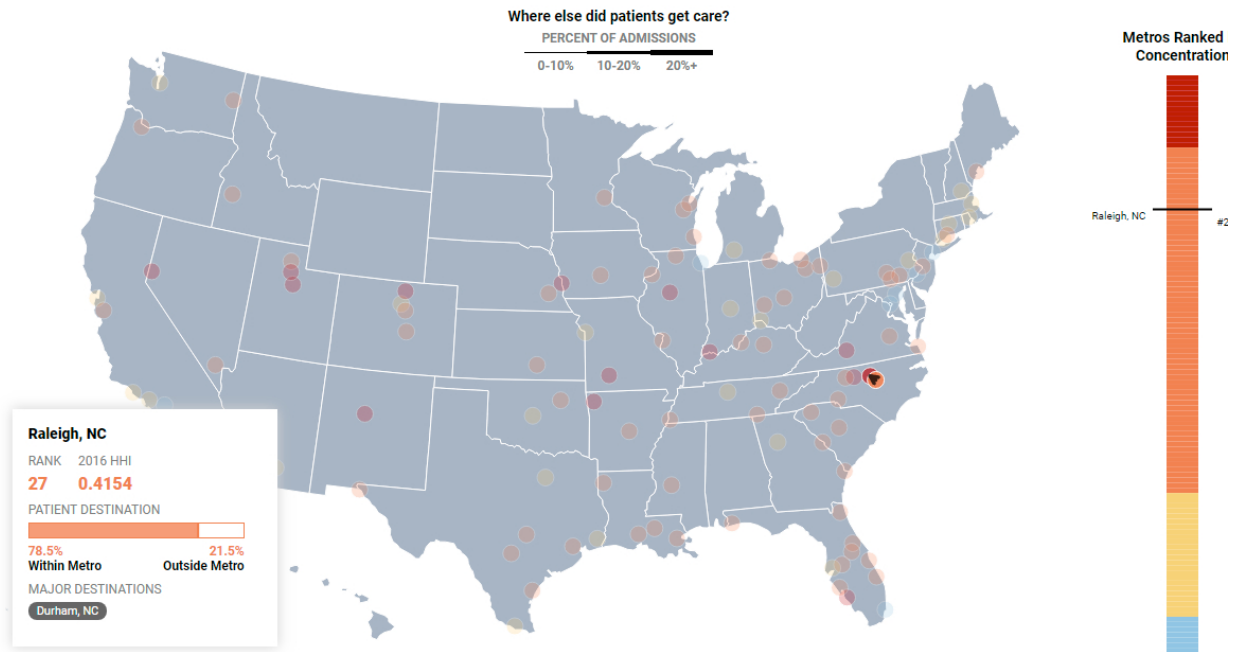 Where else did patients get care?
PERCENT OF ADMISSIONS
0-10% 10-20% 20%+
Metros Ranked
Concentration
Raleigh, NC
#2
Raleigh, NC
RANK 2016 HHI
27 0.4154
PATIENT DESTINATION
78.5% 21.5%
Within Metro Outside Metro
MAJOR DESTINATIONS
Durham, NC